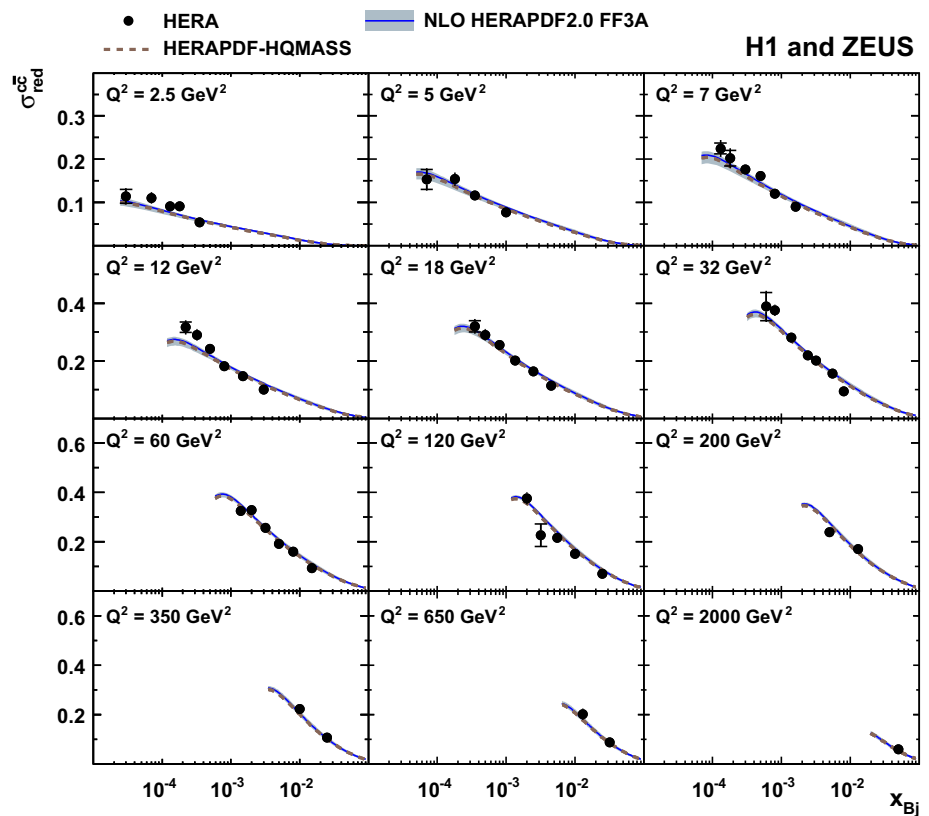 HERA
NLO HERAPDF2.0 FF3A
HERAPDF-HQMASS
H1 and ZEUS
σ_red^cc̄
Q² = 2.5 GeV²
Q² = 5 GeV²
Q² = 7 GeV²
0.3
0.2
0.1
Q² = 12 GeV²
Q² = 18 GeV²
Q² = 32 GeV²
0.4
0.2
Q² = 60 GeV²
Q² = 120 GeV²
Q² = 200 GeV²
0.6
0.4
0.2
Q² = 350 GeV²
Q² = 650 GeV²
Q² = 2000 GeV²
0.6
0.4
0.2
10⁻⁴ 10⁻³ 10⁻² 10⁻⁴ 10⁻³ 10⁻² 10⁻⁴ 10⁻³ 10⁻²
x_Bj